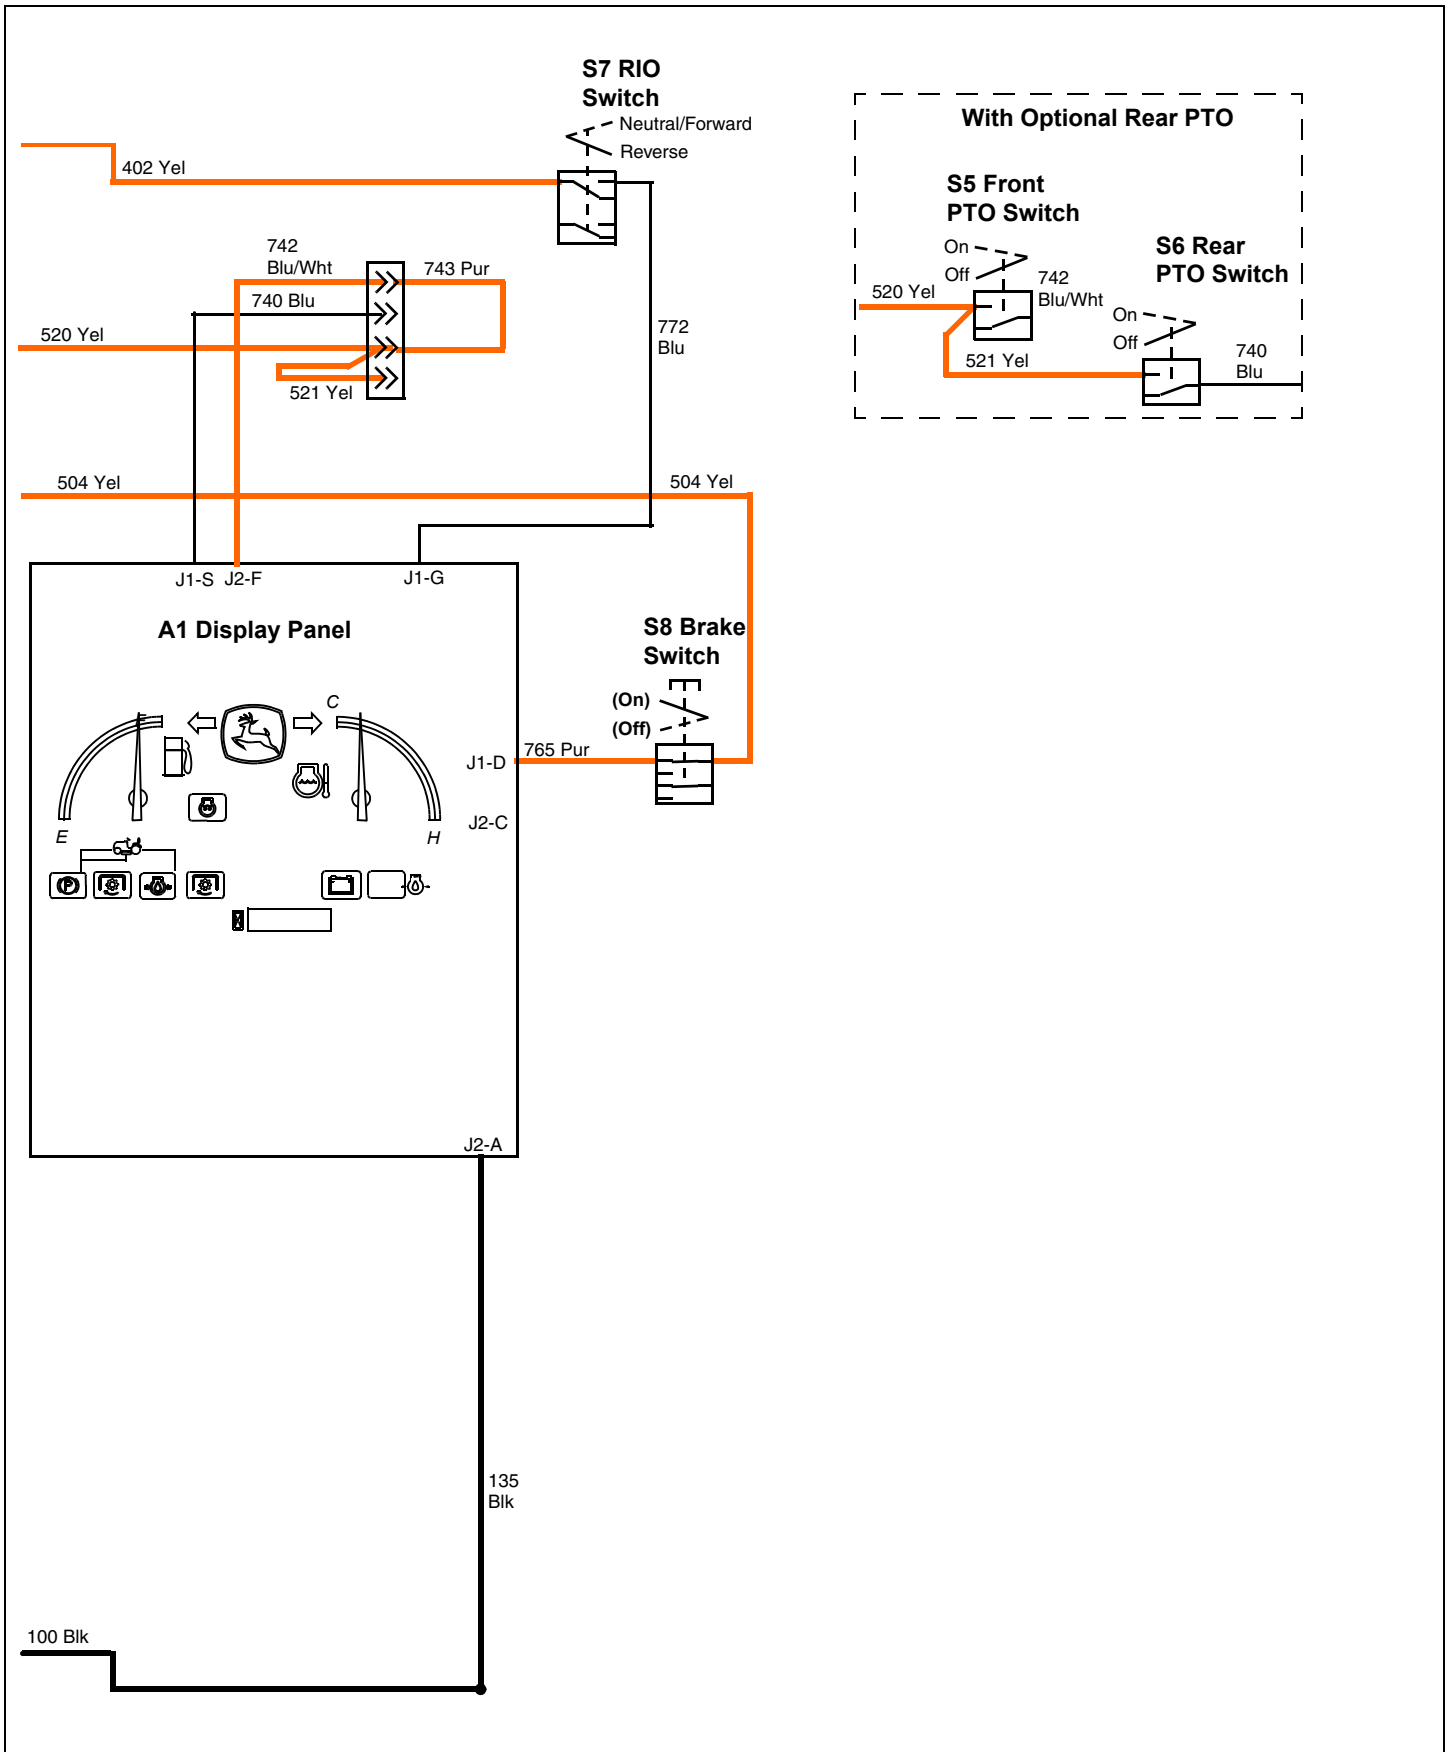 S7 RIO
Switch
Neutral/Forward
Reverse
402 Yel
With Optional Rear PTO
S5 Front
PTO Switch
On
Off
742
Blu/Wht
520 Yel
521 Yel
S6 Rear
PTO Switch
On
Off
740
Blu
742
Blu/Wht
743 Pur
740 Blu
520 Yel
521 Yel
772
Blu
504 Yel
504 Yel
J1-S
J2-F
J1-G
A1 Display Panel
S8 Brake
Switch
(On)
(Off)
F
C
E
H
P
J1-D
765 Pur
J2-C
J2-A
135
Blk
100 Blk